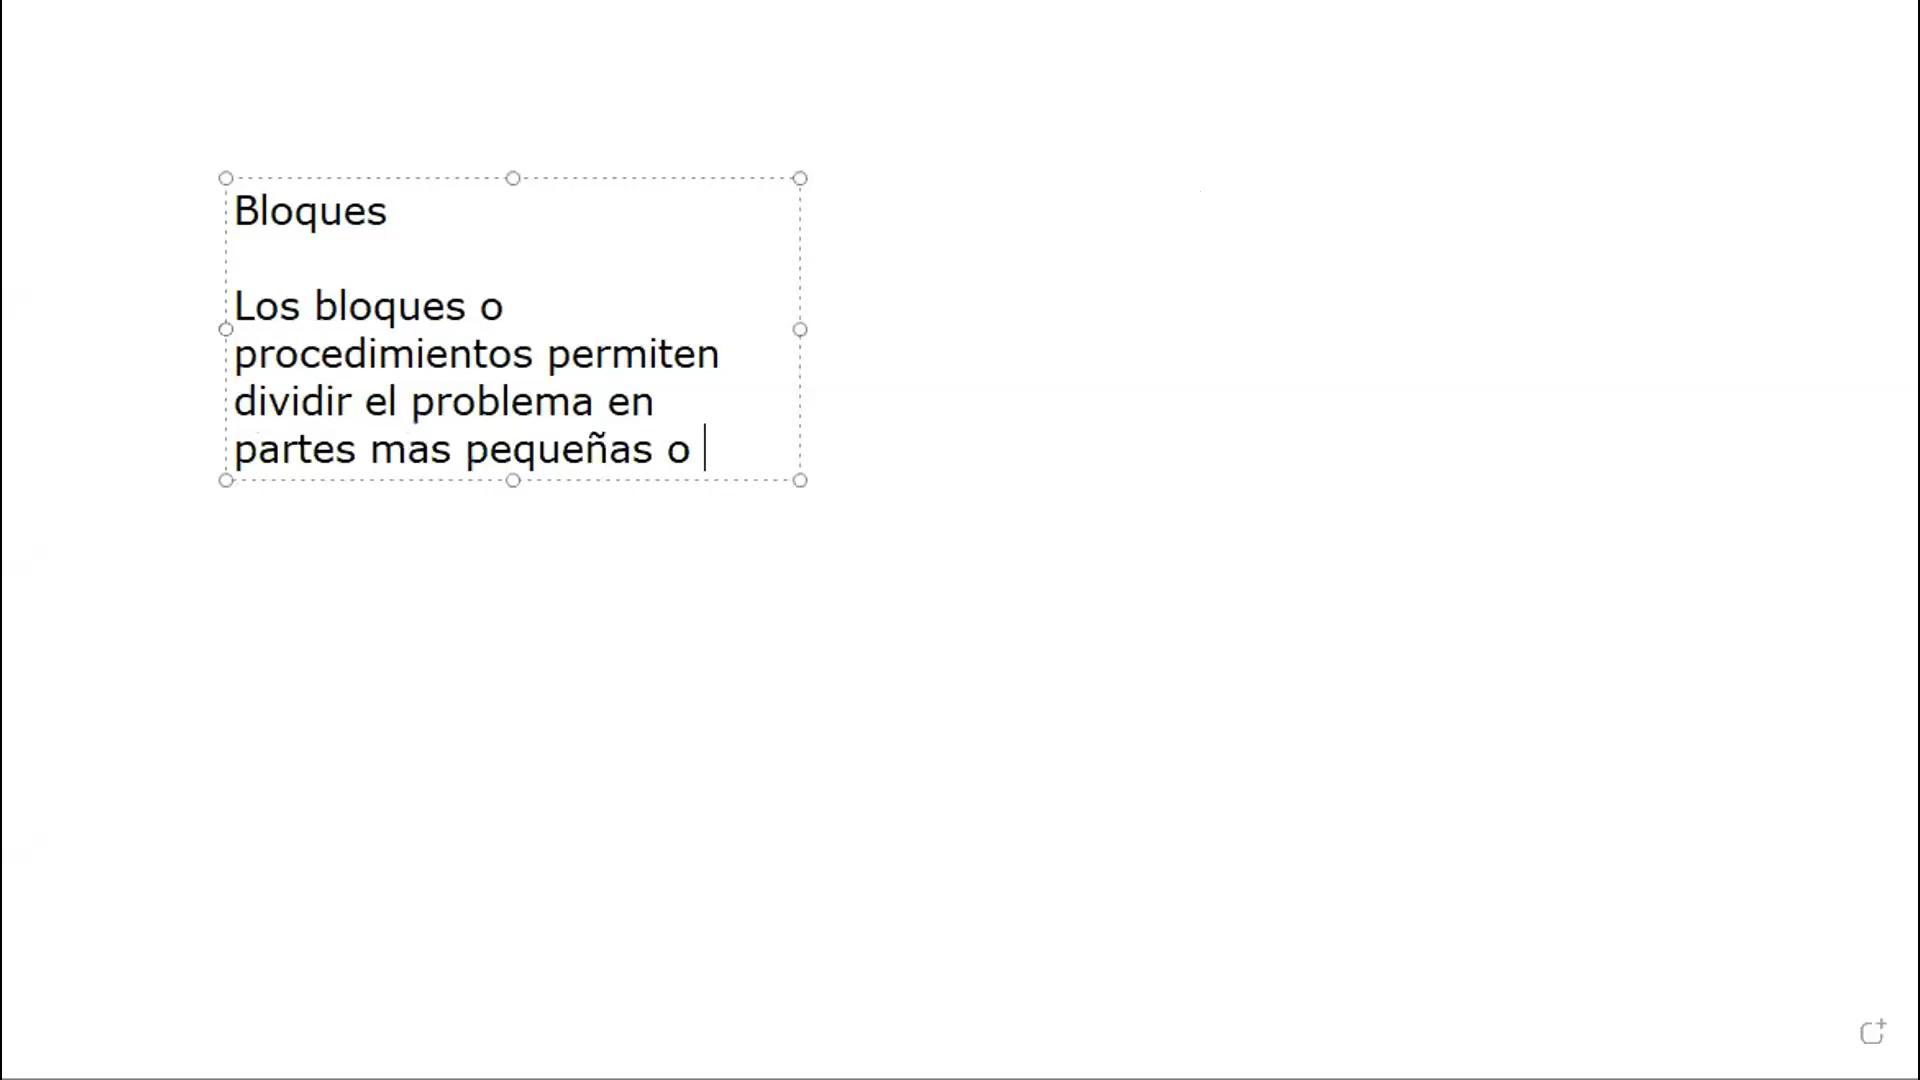 Bloques
Los bloques o
procedimientos permiten
dividir el problema en
partes mas pequeñas o